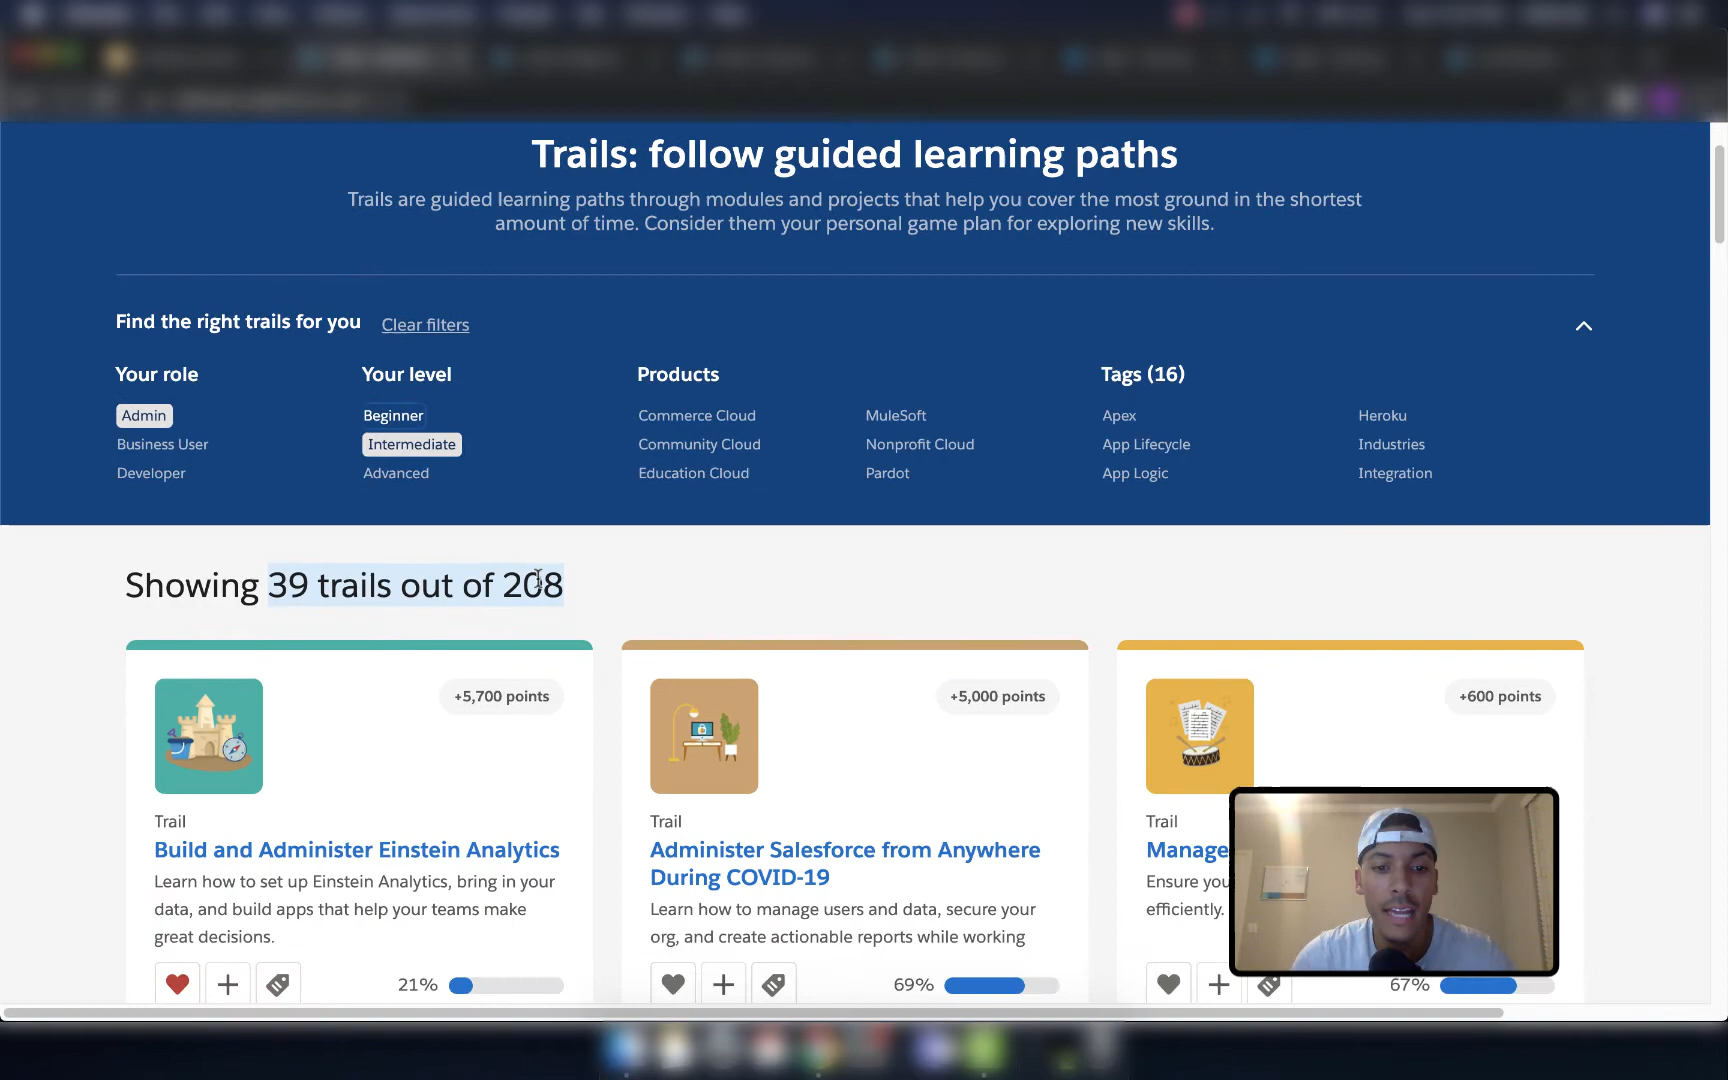 Trails: follow guided learning paths
Trails are guided learning paths through modules and projects that help you cover the most ground in the shortest
amount of time. Consider them your personal game plan for exploring new skills.
Find the right trails for you Clear filters
Your role Your level Products Tags (16)
Admin Beginner Commerce Cloud MuleSoft Apex Heroku
Business User Intermediate Community Cloud Nonprofit Cloud App Lifecycle Industries
Developer Advanced Education Cloud Pardot App Logic Integration
Showing 39 trails out of 208
+5,700 points
Trail
Build and Administer Einstein Analytics
Learn how to set up Einstein Analytics, bring in your
data, and build apps that help your teams make
great decisions.
21%
+5,000 points
Trail
Administer Salesforce from Anywhere
During COVID-19
Learn how to manage users and data, secure your
org, and create actionable reports while working
69%
+600 points
Trail
Manage
Ensure you
efficiently.
67%